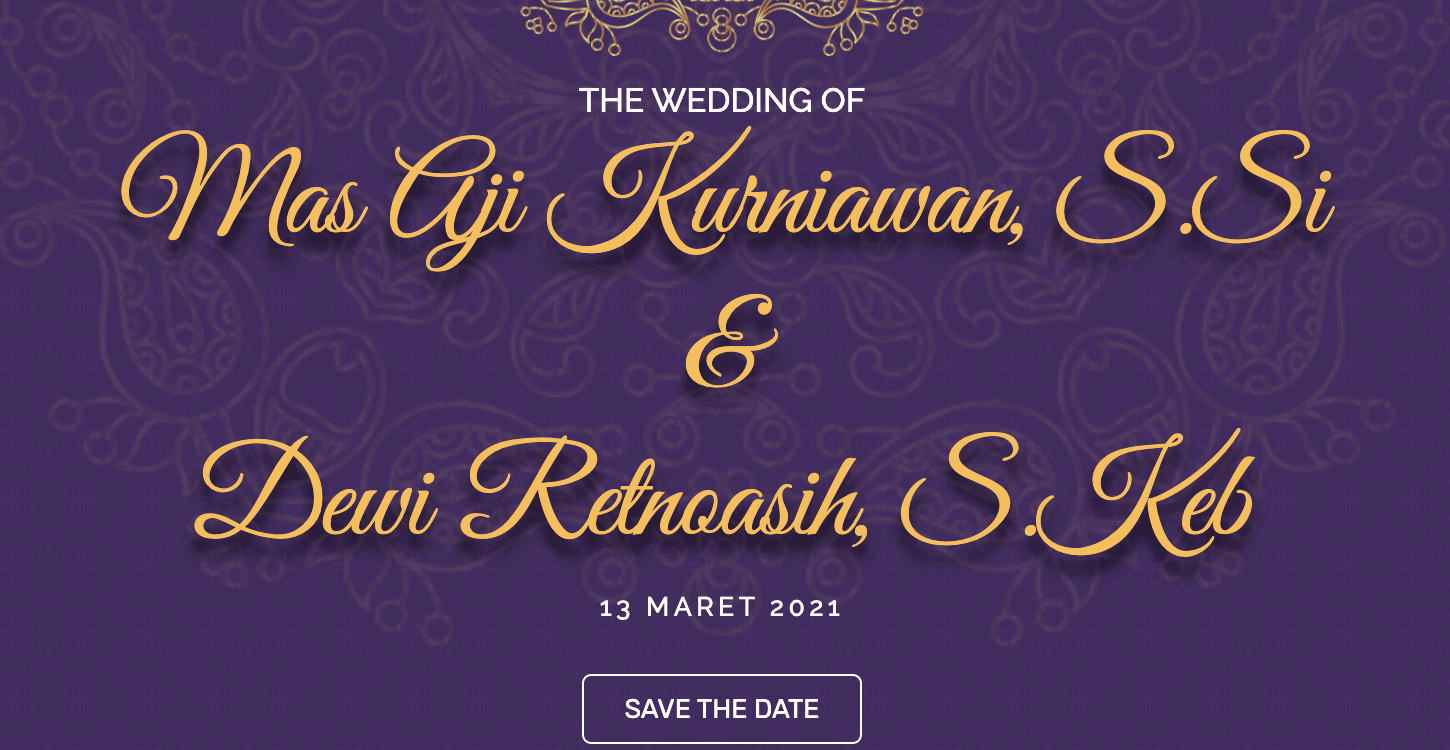 THE WEDDING OF
Mas Aji Kurniawan, S.Si
&
Dewi Retnoasih, S.Keb
13 MARET 2021
SAVE THE DATE